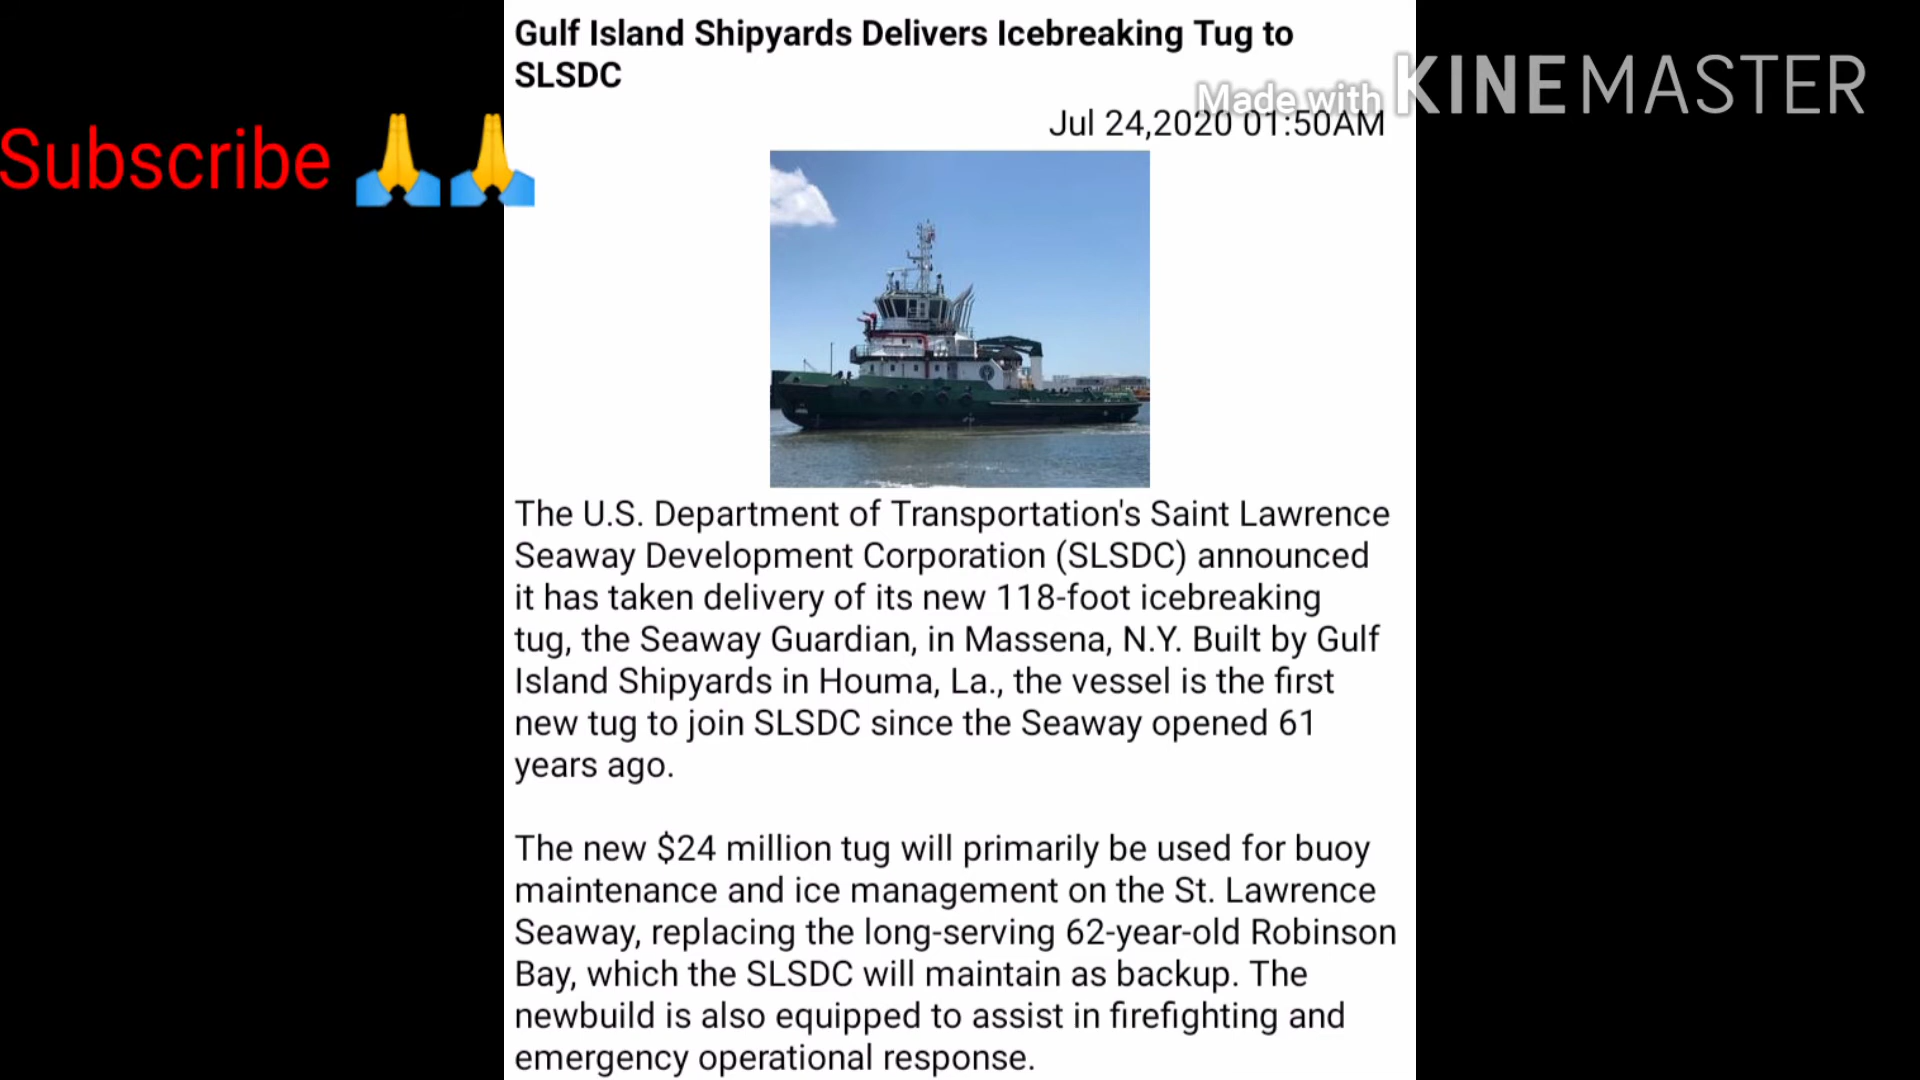 Gulf Island Shipyards Delivers Icebreaking Tug to
SLSDC
Made with KINEMASTER
Jul 24,2020 01:50AM
Subscribe 🙏🙏
The U.S. Department of Transportation's Saint Lawrence
Seaway Development Corporation (SLSDC) announced
it has taken delivery of its new 118-foot icebreaking
tug, the Seaway Guardian, in Massena, N.Y. Built by Gulf
Island Shipyards in Houma, La., the vessel is the first
new tug to join SLSDC since the Seaway opened 61
years ago.
The new $24 million tug will primarily be used for buoy
maintenance and ice management on the St. Lawrence
Seaway, replacing the long-serving 62-year-old Robinson
Bay, which the SLSDC will maintain as backup. The
newbuild is also equipped to assist in firefighting and
emergency operational response.